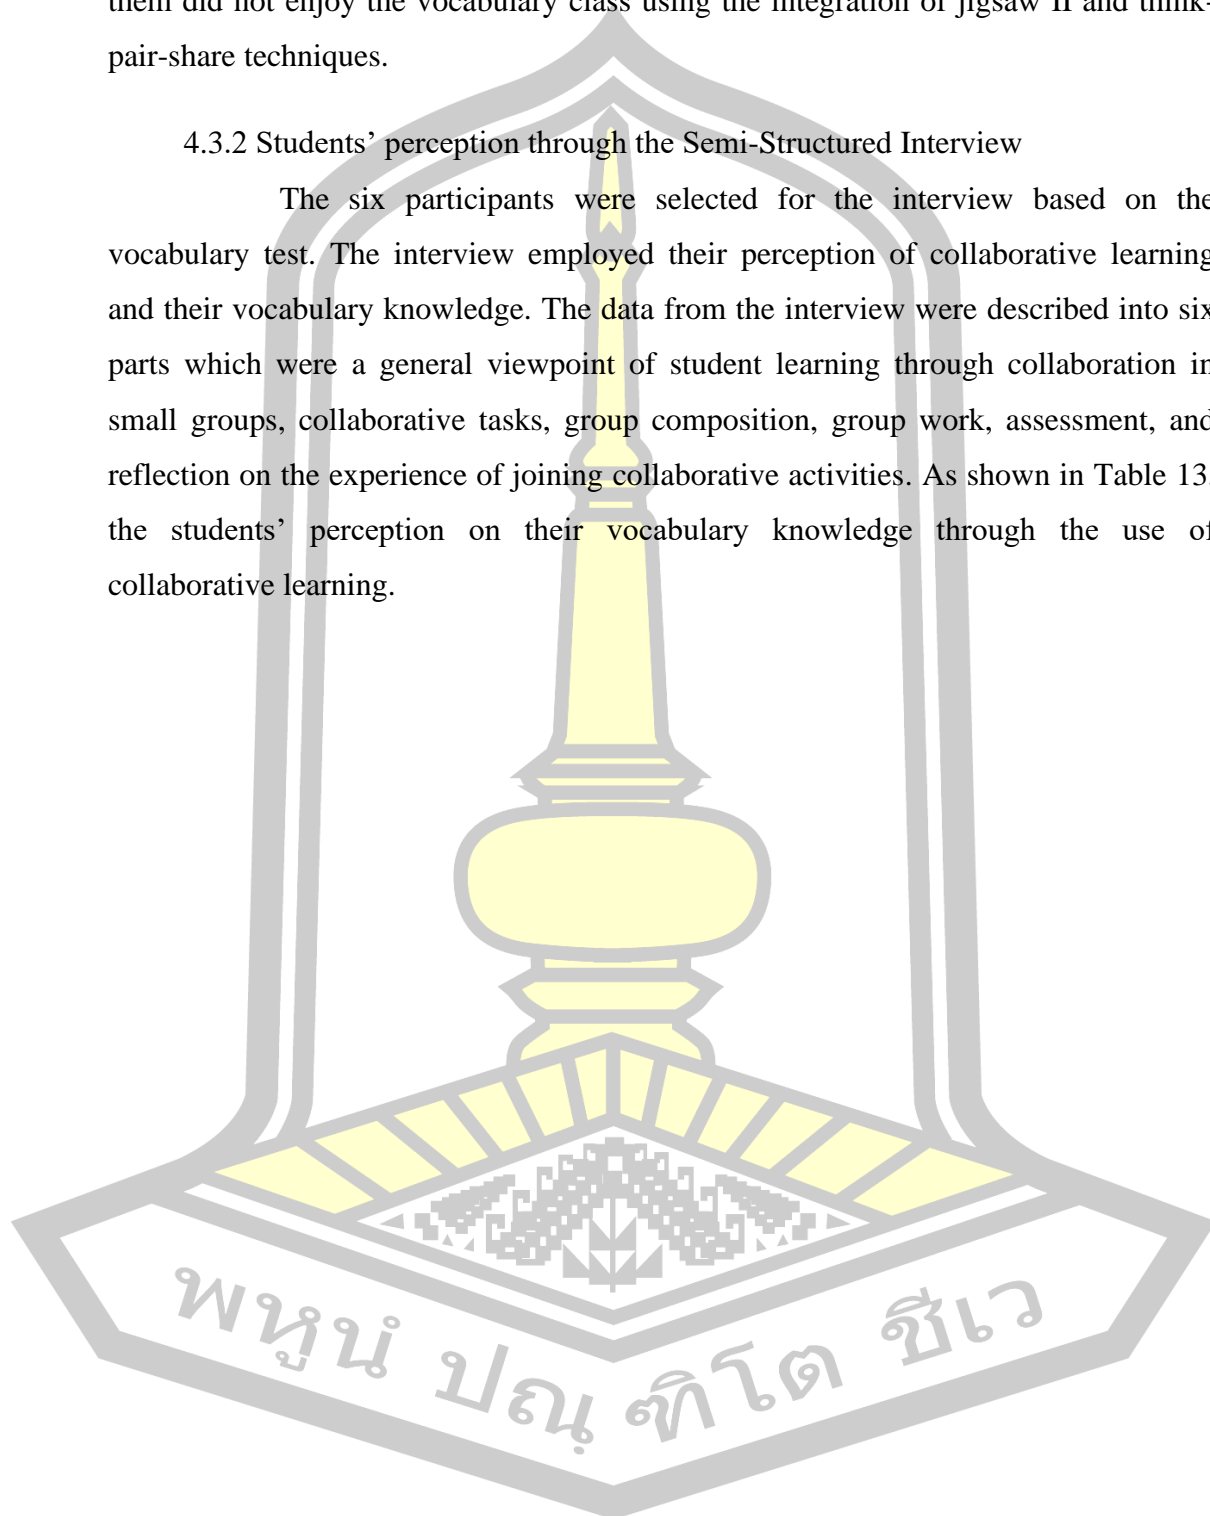 them did not enjoy the vocabulary class using the integration of jigsaw II and think-
pair-share techniques.
4.3.2 Students’ perception through the Semi-Structured Interview
The six participants were selected for the interview based on the
vocabulary test. The interview employed their perception of collaborative learning
and their vocabulary knowledge. The data from the interview were described into six
parts which were a general viewpoint of student learning through collaboration in
small groups, collaborative tasks, group composition, group work, assessment, and
reflection on the experience of joining collaborative activities. As shown in Table 13,
the students’ perception on their vocabulary knowledge through the use of
collaborative learning.
พหูนํ ปณฺฑิโต ชีเว